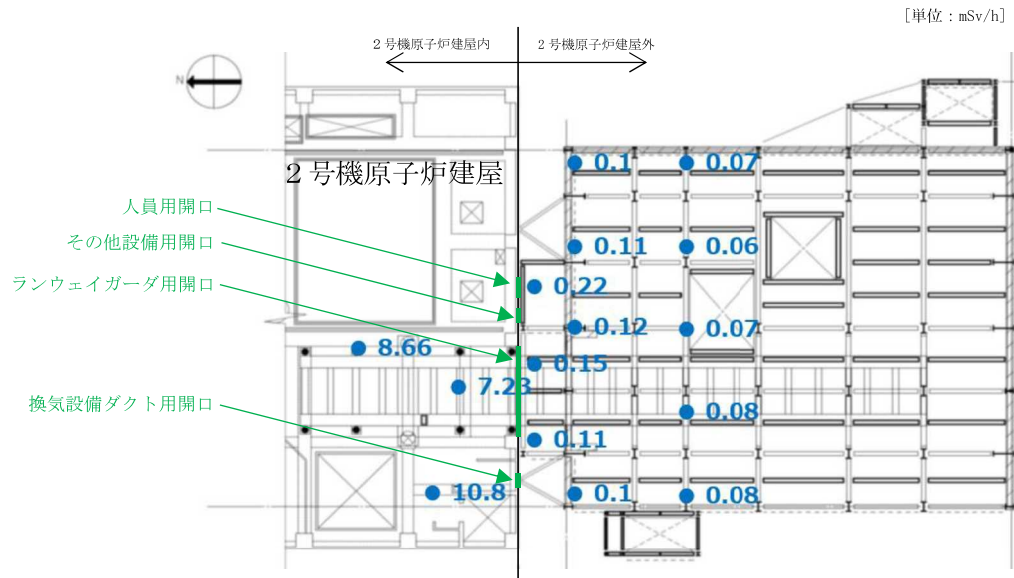 [単位：mSv/h]
２号機原子炉建屋内
２号機原子炉建屋外
N
0.1
0.07
２号機原子炉建屋
人員用開口
その他設備用開口
0.11
0.06
ランウェイガーダ用開口
0.22
0.12
0.07
8.66
0.15
7.23
換気設備ダクト用開口
0.08
0.11
10.8
0.1
0.08